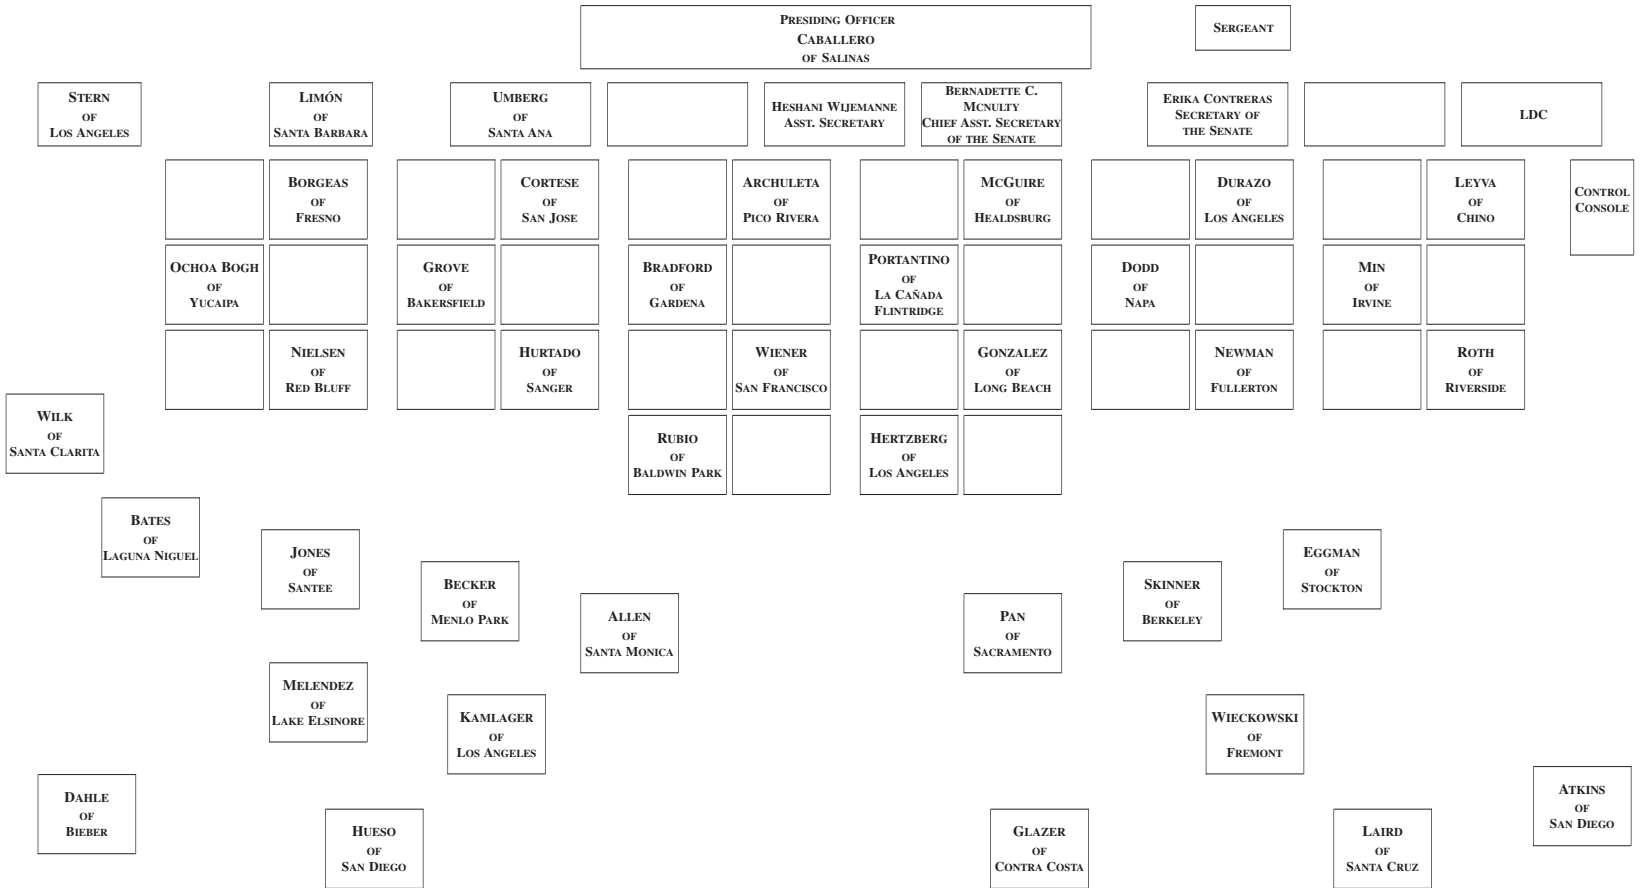 Presiding Officer
Caballero
of Salinas
Sergeant
Stern
of
Los Angeles
Limón
of
Santa Barbara
Umberg
of
Santa Ana
Heshani Wijemanne
Asst. Secretary
Bernadette C.
Mcnulty
Chief Asst. Secretary
of the Senate
Erika Contreras
Secretary of
the Senate
LDC
Borgeas
of
Fresno
Cortese
of
San Jose
Archuleta
of
Pico Rivera
McGuire
of
Healdsburg
Durazo
of
Los Angeles
Leyva
of
Chino
Control
Console
Ochoa Bogh
of
Yucaipa
Grove
of
Bakersfield
Bradford
of
Gardena
Portantino
of
La Cañada
Flintridge
Dodd
of
Napa
Min
of
Irvine
Nielsen
of
Red Bluff
Hurtado
of
Sanger
Wiener
of
San Francisco
Gonzalez
of
Long Beach
Newman
of
Fullerton
Roth
of
Riverside
Wilk
of
Santa Clarita
Rubio
of
Baldwin Park
Hertzberg
of
Los Angeles
Bates
of
Laguna Niguel
Jones
of
Santee
Becker
of
Menlo Park
Allen
of
Santa Monica
Pan
of
Sacramento
Skinner
of
Berkeley
Eggman
of
Stockton
Melendez
of
Lake Elsinore
Kamlager
of
Los Angeles
Wieckowski
of
Fremont
Dahle
of
Bieber
Hueso
of
San Diego
Glazer
of
Contra Costa
Laird
of
Santa Cruz
Atkins
of
San Diego